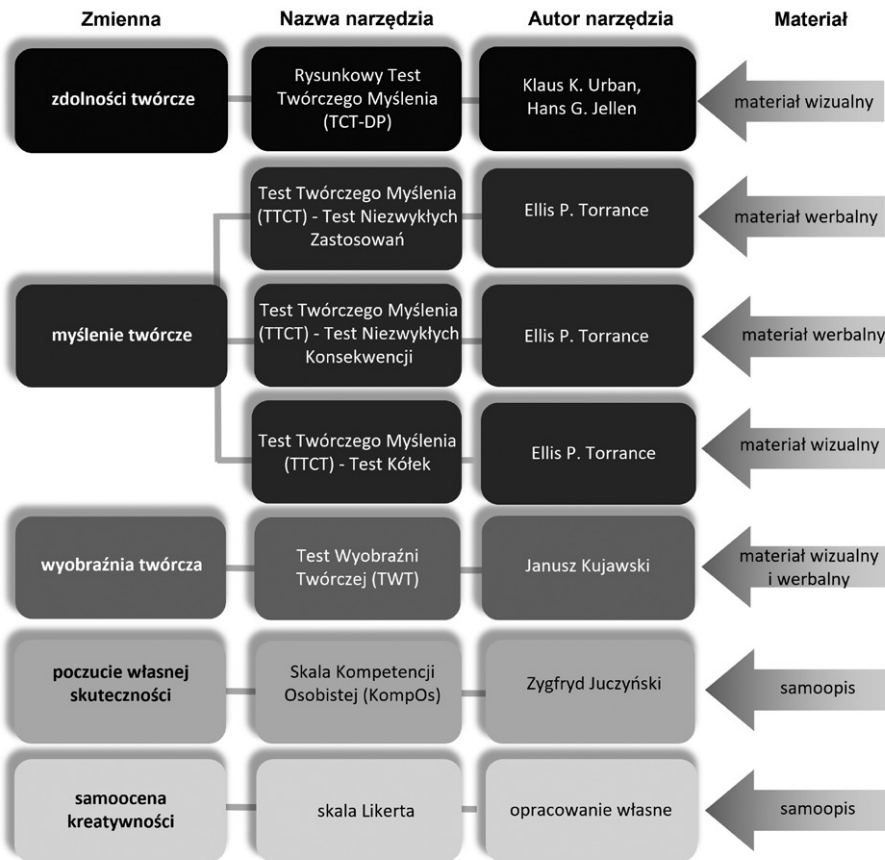 Zmienna
Nazwa narzędzia
Autor narzędzia
Materiał
zdolności twórcze
Rysunkowy Test
Twórczego Myślenia
(TCT-DP)
Klaus K. Urban,
Hans G. Jellen
materiał wizualny
myślenie twórcze
Test Twórczego Myślenia
(TTCT) - Test Niezwykłych
Zastosowań
Ellis P. Torrance
materiał werbalny
Test Twórczego Myślenia
(TTCT) - Test Niezwykłych
Konsekwencji
Ellis P. Torrance
materiał werbalny
Test Twórczego Myślenia
(TTCT) - Test Kółek
Ellis P. Torrance
materiał wizualny
wyobraźnia twórcza
Test Wyobraźni
Twórczej (TWT)
Janusz Kujawski
materiał wizualny
i werbalny
poczucie własnej
skuteczności
Skala Kompetencji
Osobistej (KompOs)
Zygfryd Juczyński
samoopis
samoocena
kreatywności
skala Likerta
opracowanie własne
samoopis